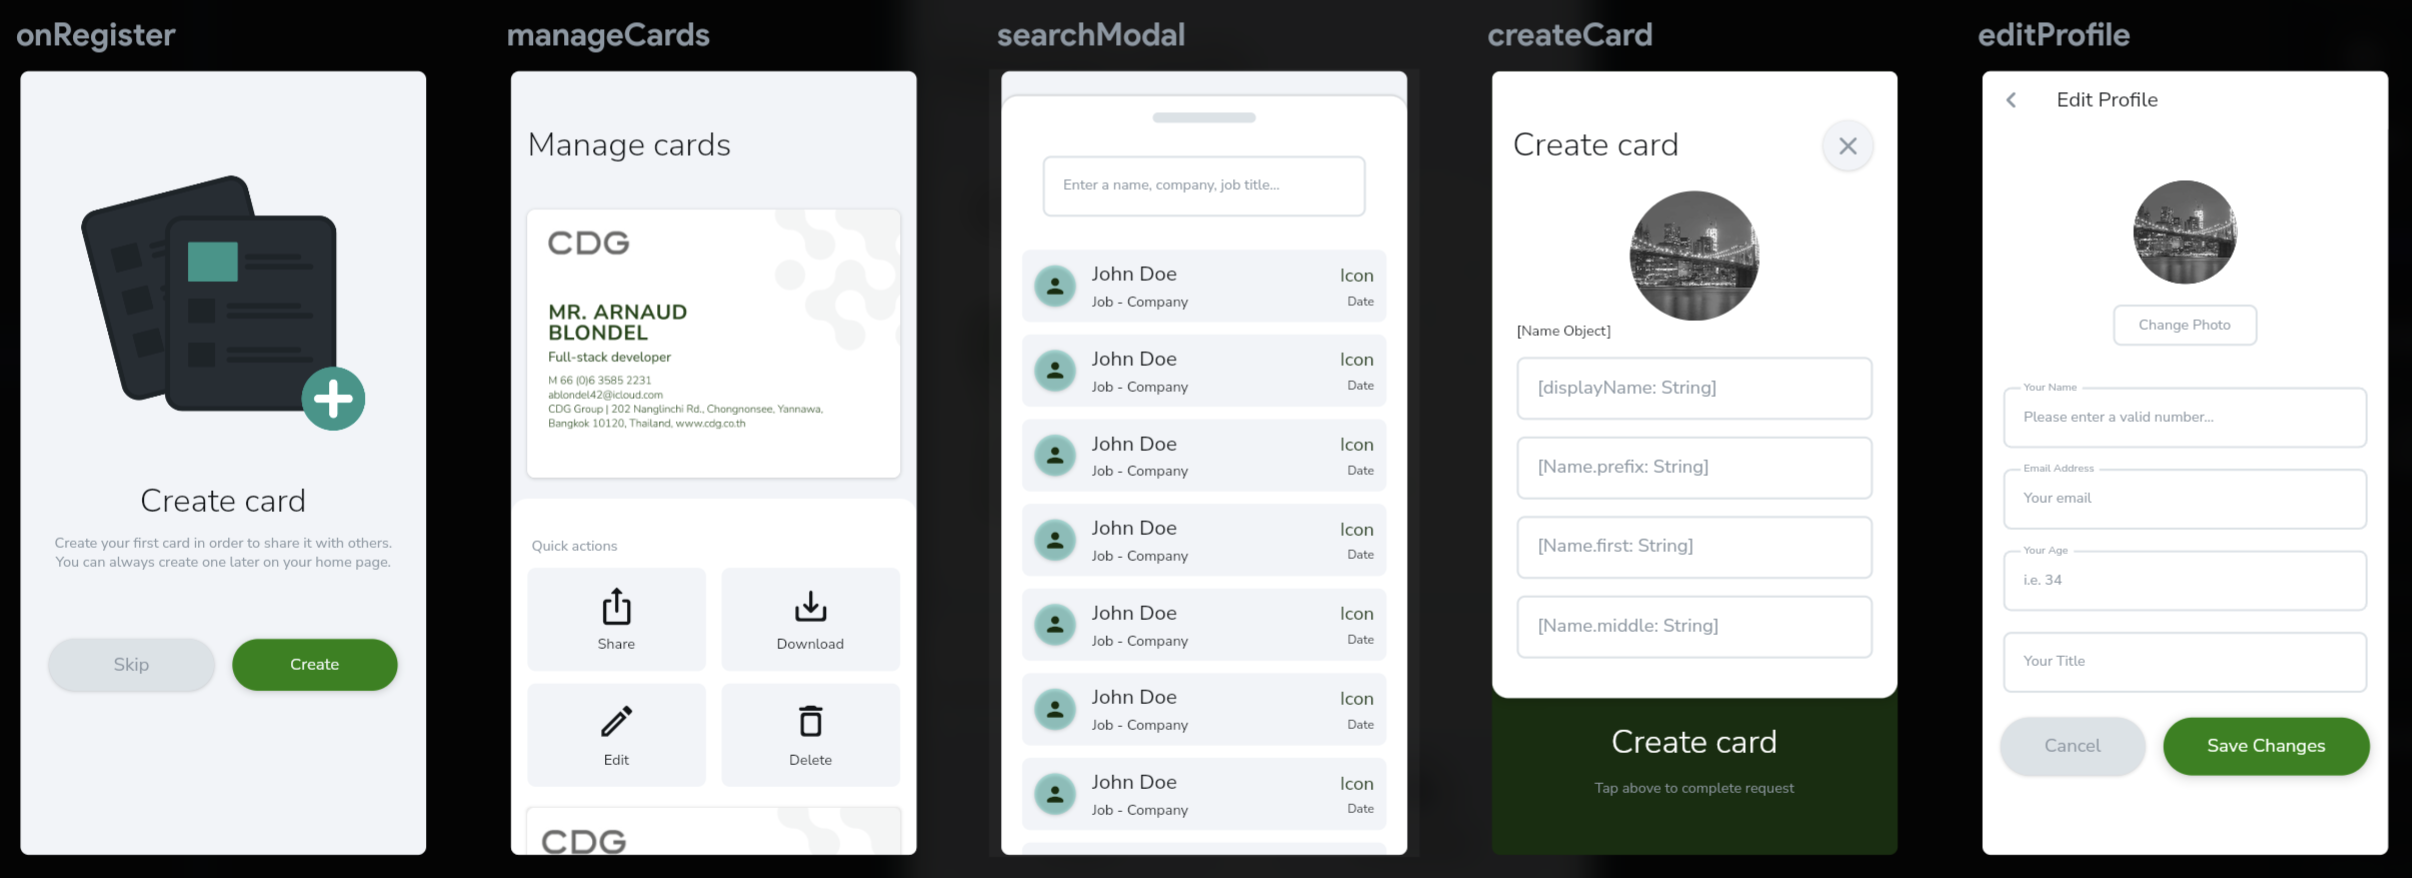 onRegister
Create card
Create your first card in order to share it with others.
You can always create one later on your home page.
Skip
Create
manageCards
Manage cards
CDG
MR. ARNAUD
BLONDEL
Full-stack developer
M 66 (0)6 3585 2231
ablondel42@icloud.com
CDG Group | 202 Nanglinchi Rd., Chongnonsee, Yannawa,
Bangkok 10120, Thailand, www.cdg.co.th
Quick actions
Share
Download
Edit
Delete
CDG
searchModal
Enter a name, company, job title...
John Doe
Icon
Job - Company
Date
John Doe
Icon
Job - Company
Date
John Doe
Icon
Job - Company
Date
John Doe
Icon
Job - Company
Date
John Doe
Icon
Job - Company
Date
John Doe
Icon
Job - Company
Date
John Doe
Icon
Job - Company
Date
createCard
Create card
[Name Object]
[displayName: String]
[Name.prefix: String]
[Name.first: String]
[Name.middle: String]
Create card
Tap above to complete request
editProfile
Edit Profile
Change Photo
Your Name
Please enter a valid number...
Email Address
Your email
Your Age
i.e. 34
Your Title
Cancel
Save Changes